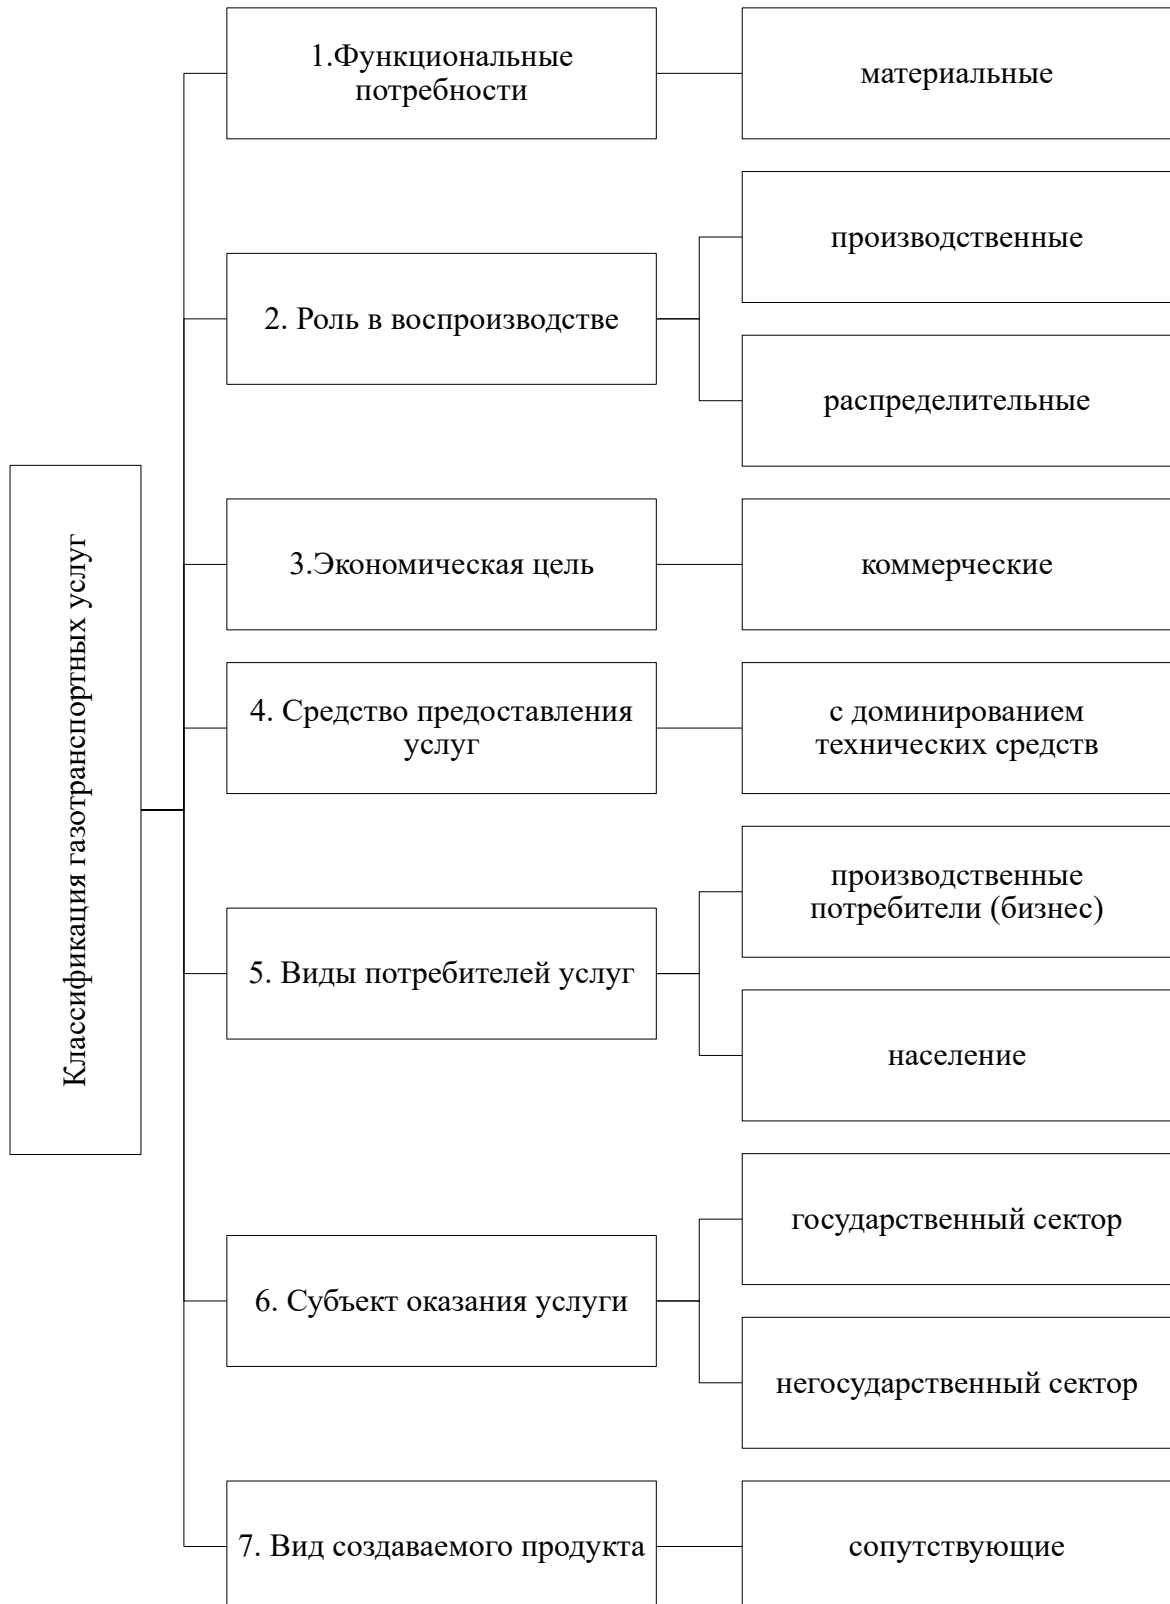 Классификация газотранспортных услуг
1.Функциональные
потребности
материальные
2. Роль в воспроизводстве
производственные
распределительные
3.Экономическая цель
коммерческие
4. Средство предоставления
услуг
с доминированием
технических средств
5. Виды потребителей услуг
производственные
потребители (бизнес)
население
6. Субъект оказания услуги
государственный сектор
негосударственный сектор
7. Вид создаваемого продукта
сопутствующие